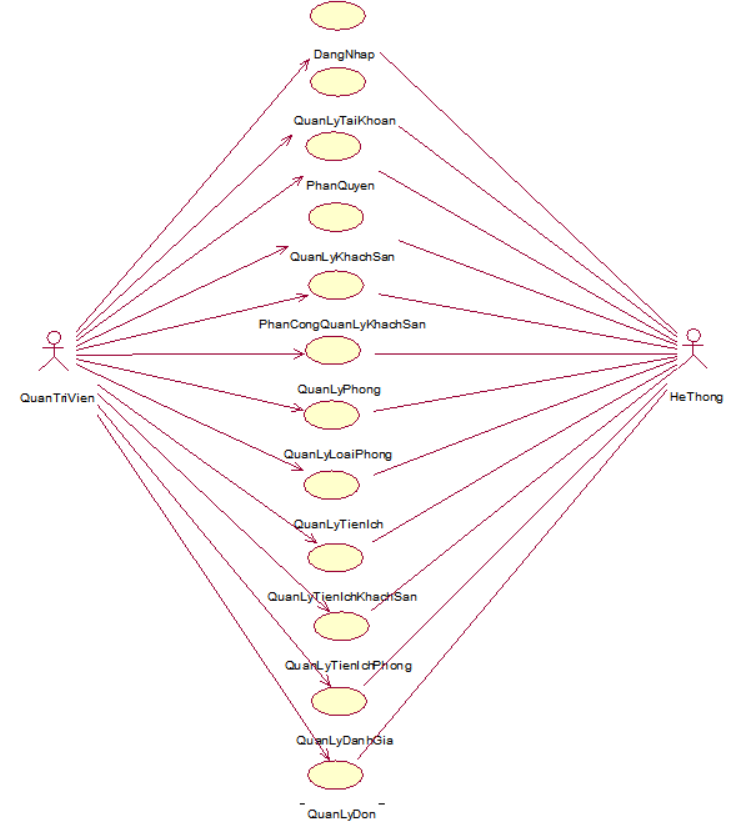 DangNhap
QuanLyTaiKhoan
PhanQuyen
QuanLyKhachSan
PhanCongQuanLyKhachSan
QuanLyPhong
QuanTriVien
HeThong
QuanLyLoaiPhong
QuanLyTienIch
QuanLyTienIchKhachSan
QuanLyTienIchPhong
QuanLyDanhGia
QuanLyDon